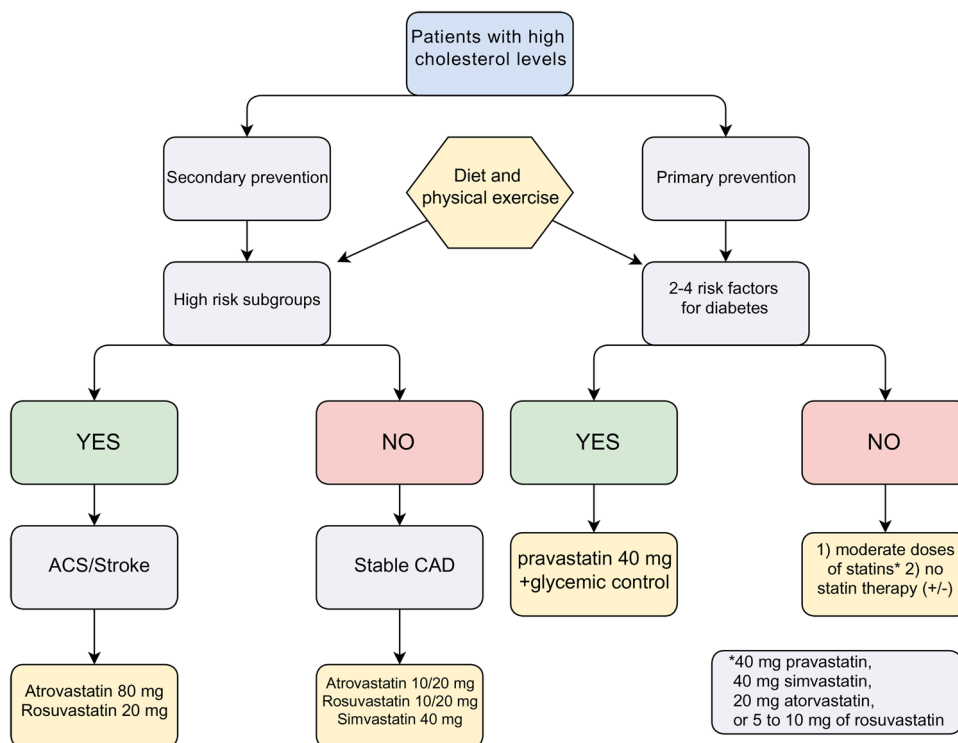 Patients with high
cholesterol levels
Secondary prevention
Diet and
physical exercise
Primary prevention
High risk subgroups
2-4 risk factors
for diabetes
YES
NO
YES
NO
ACS/Stroke
Stable CAD
pravastatin 40 mg
+glycemic control
1) moderate doses
of statins* 2) no
statin therapy (+/-)
Atrovastatin 80 mg
Rosuvastatin 20 mg
Atrovastatin 10/20 mg
Rosuvastatin 10/20 mg
Simvastatin 40 mg
*40 mg pravastatin,
40 mg simvastatin,
20 mg atorvastatin,
or 5 to 10 mg of rosuvastatin